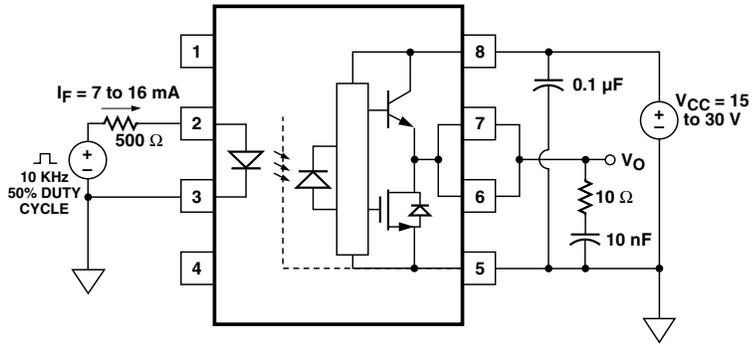 1
8
I_F = 7 to 16 mA
0.1 µF
V_CC = 15
to 30 V
+
−
2
7
500 Ω
+
−
V_O
10 KHz
50% DUTY
CYCLE
3
6
10 Ω
10 nF
4
5